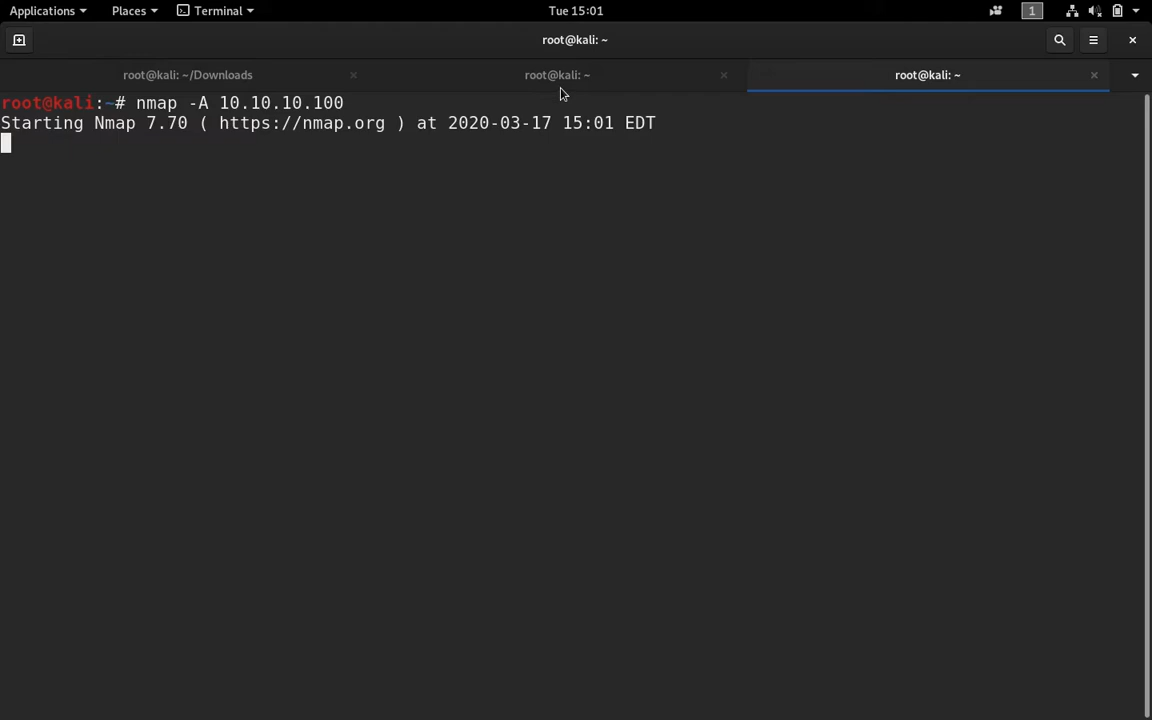 Applications Places Terminal Tue 15:01 1
root@kali: ~
root@kali: ~/Downloads root@kali: ~ root@kali: ~
root@kali:~# nmap -A 10.10.10.100
Starting Nmap 7.70 ( https://nmap.org ) at 2020-03-17 15:01 EDT